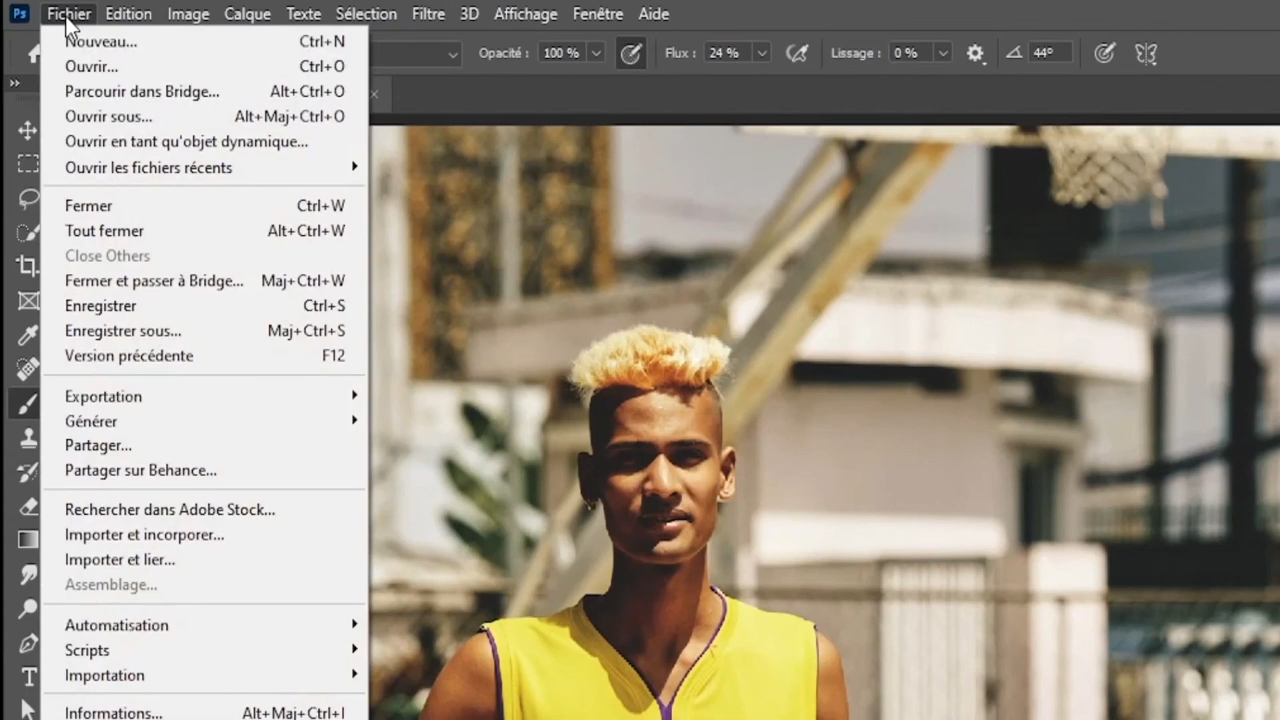 Ps Fichier Edition Image Calque Texte Sélection Filtre 3D Affichage Fenêtre Aide
Opacité : 100 % Flux : 24 % Lissage : 0 % 44°
Nouveau... Ctrl+N
Ouvrir... Ctrl+O
Parcourir dans Bridge... Alt+Ctrl+O
Ouvrir sous... Alt+Maj+Ctrl+O
Ouvrir en tant qu'objet dynamique...
Ouvrir les fichiers récents
Fermer Ctrl+W
Tout fermer Alt+Ctrl+W
Close Others
Fermer et passer à Bridge... Maj+Ctrl+W
Enregistrer Ctrl+S
Enregistrer sous... Maj+Ctrl+S
Version précédente F12
Exportation
Générer
Partager...
Partager sur Behance...
Rechercher dans Adobe Stock...
Importer et incorporer...
Importer et lier...
Assemblage...
Automatisation
Scripts
Importation
Informations... Alt+Maj+Ctrl+I